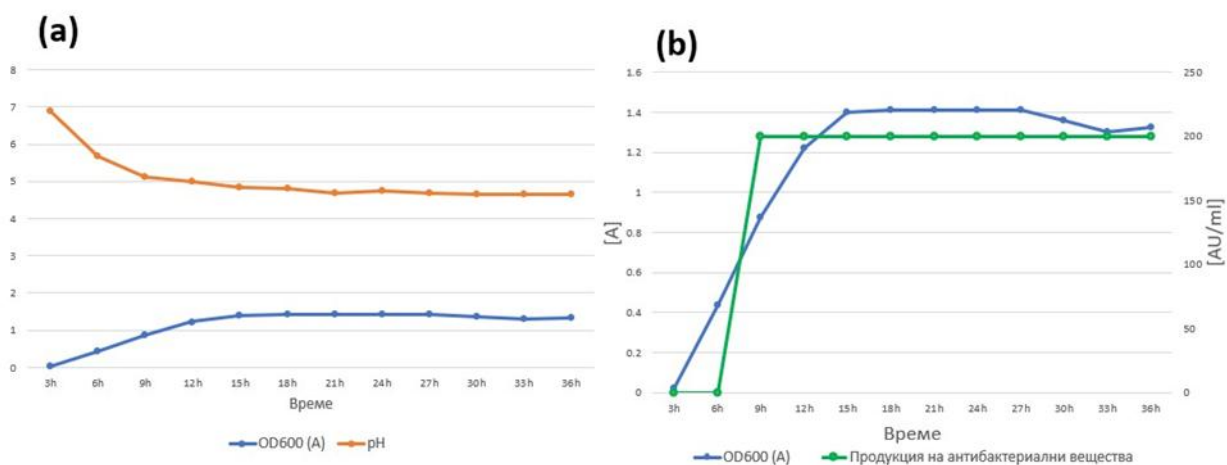 (a)
8
7
6
5
4
3
2
1
0
3h 6h 9h 12h 15h 18h 21h 24h 27h 30h 33h 36h
Време
OD600 (A) pH
(b)
1.6
1.4
1.2
1
0.8
0.6
0.4
0.2
0
[A]
250
200
150
100
50
0
[AU/ml]
3h 6h 9h 12h 15h 18h 21h 24h 27h 30h 33h 36h
Време
OD600 (A) Продукция на антибактериални вещества